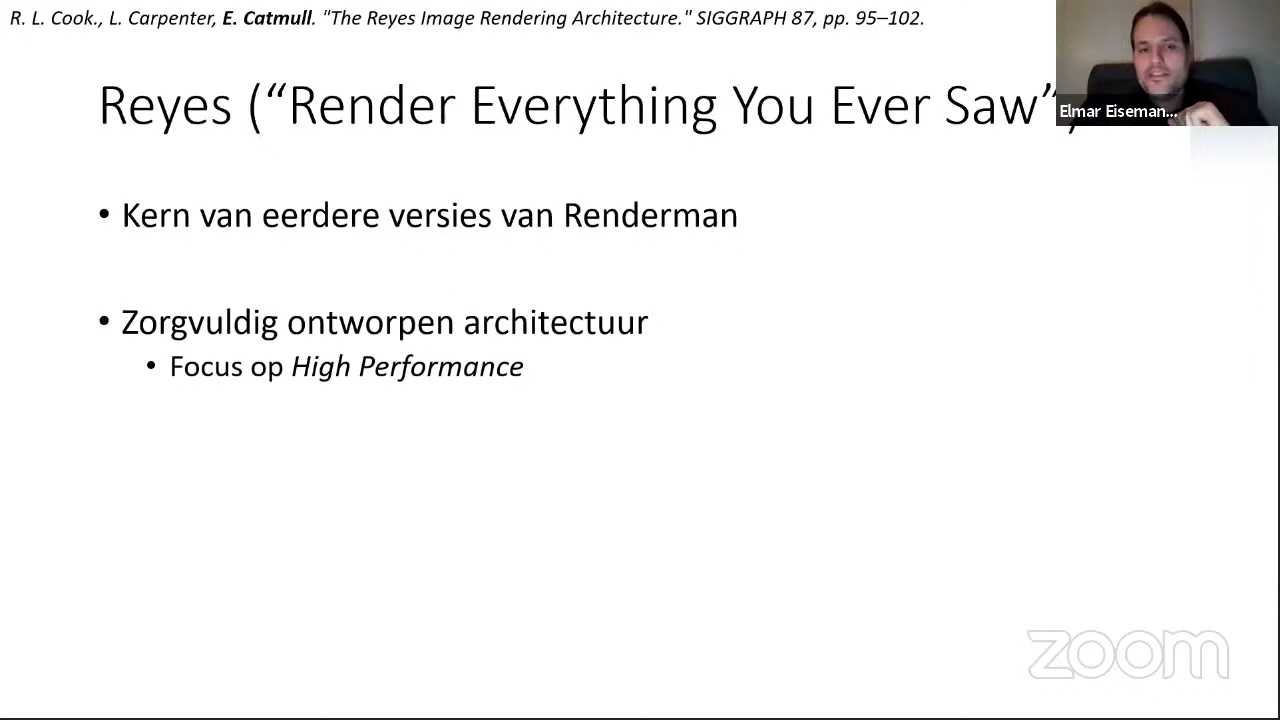 R. L. Cook., L. Carpenter, E. Catmull. "The Reyes Image Rendering Architecture." SIGGRAPH 87, pp. 95–102.
Reyes (“Render Everything You Ever Saw”)
Elmar Eiseman...
• Kern van eerdere versies van Renderman
• Zorgvuldig ontworpen architectuur
• Focus op High Performance
zoom